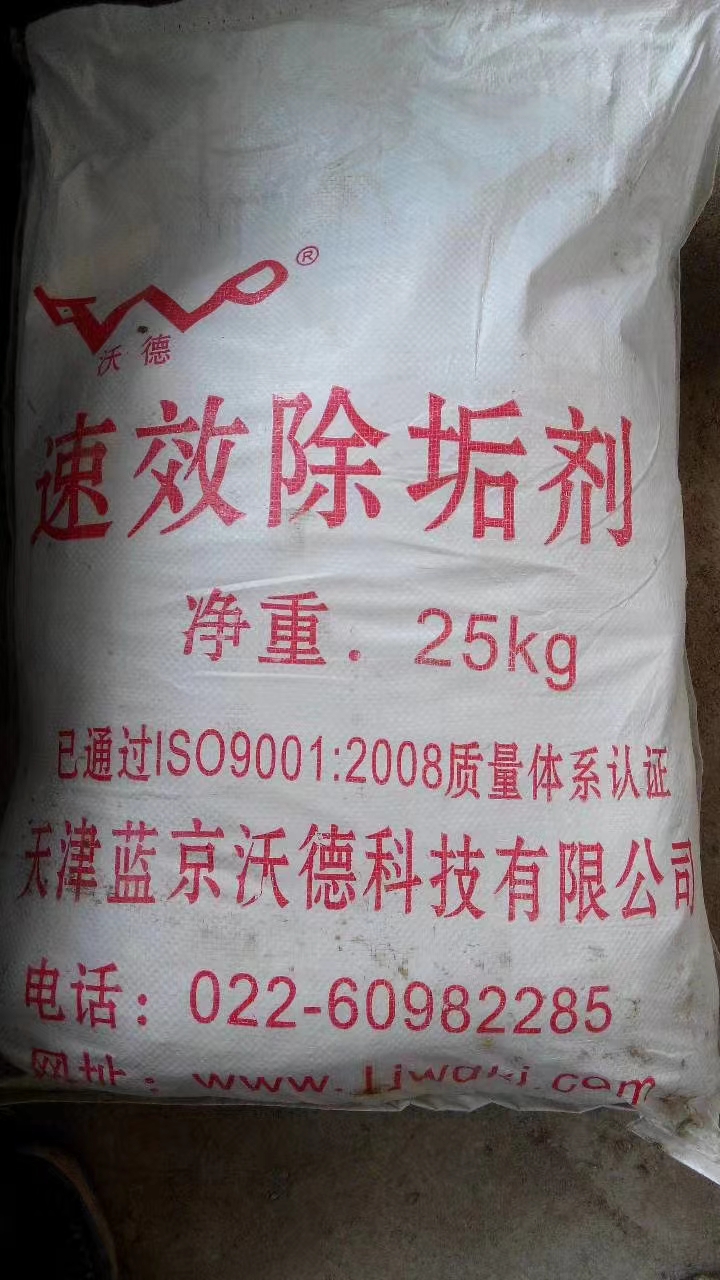 ®
沃德
速效除垢剂
净重.25kg
已通过ISO9001:2008质量体系认证
天津蓝京沃德科技有限公司
电话：022-60982285
网址：